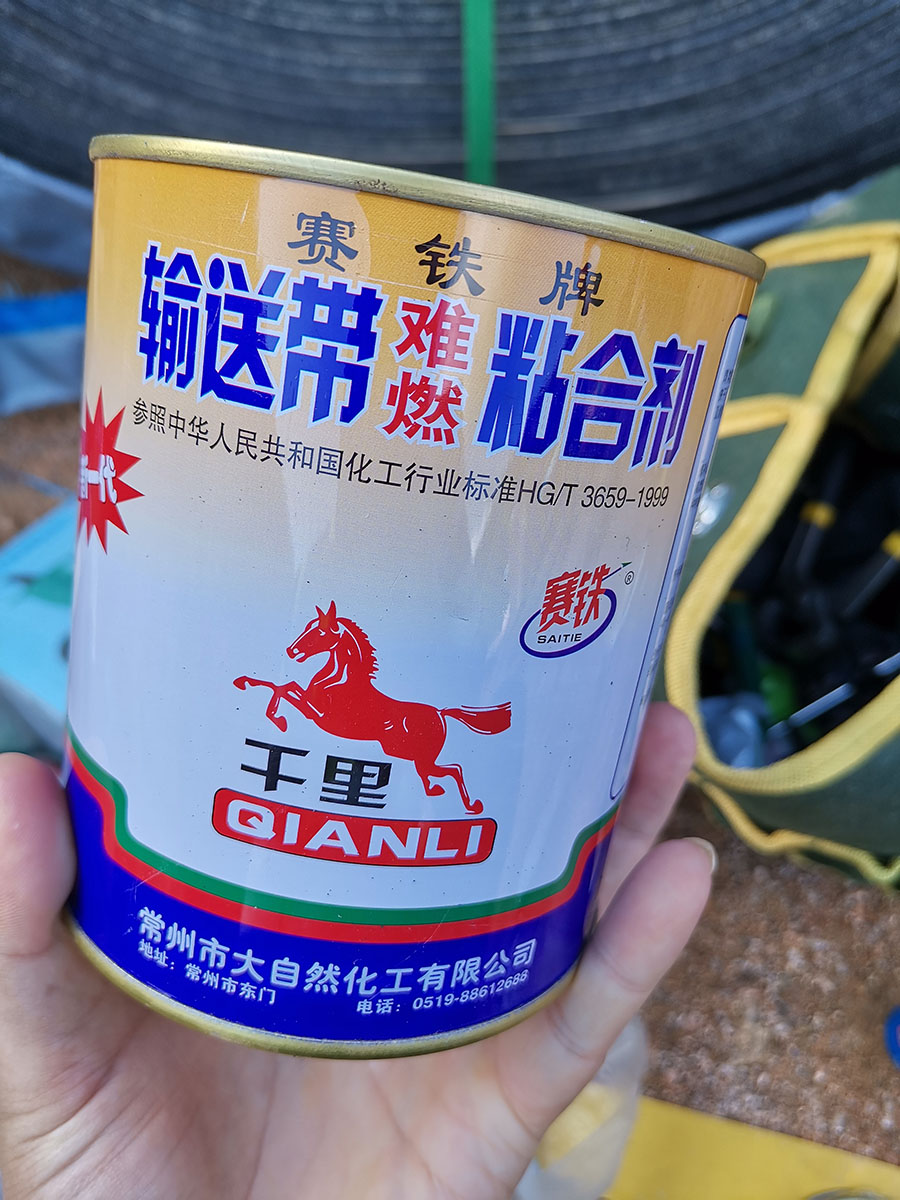 赛铁牌
输送带难燃粘合剂
参照中华人民共和国化工行业标准HG/T 3659-1999
一代
赛铁®
SAITIE
千里
QIANLI
常州市大自然化工有限公司
地址：常州市东门
电话：0519-88612688